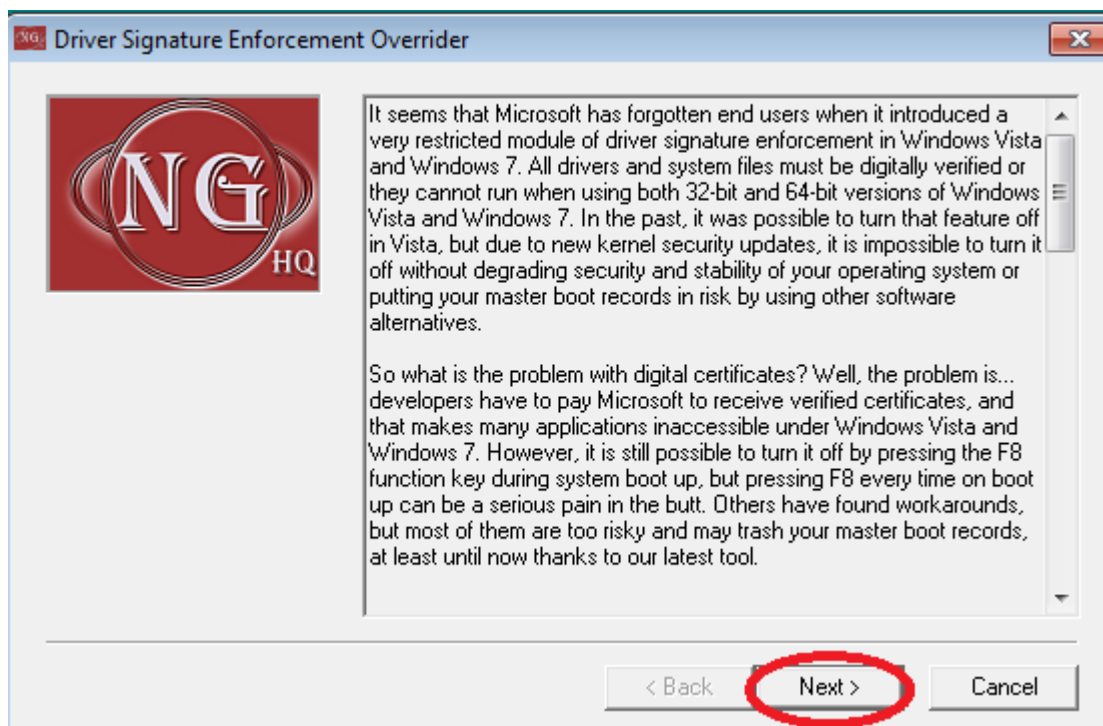 NG Driver Signature Enforcement Overrider
NG
HQ
It seems that Microsoft has forgotten end users when it introduced a
very restricted module of driver signature enforcement in Windows Vista
and Windows 7. All drivers and system files must be digitally verified or
they cannot run when using both 32-bit and 64-bit versions of Windows
Vista and Windows 7. In the past, it was possible to turn that feature off
in Vista, but due to new kernel security updates, it is impossible to turn it
off without degrading security and stability of your operating system or
putting your master boot records in risk by using other software
alternatives.
So what is the problem with digital certificates? Well, the problem is...
developers have to pay Microsoft to receive verified certificates, and
that makes many applications inaccessible under Windows Vista and
Windows 7. However, it is still possible to turn it off by pressing the F8
function key during system boot up, but pressing F8 every time on boot
up can be a serious pain in the butt. Others have found workarounds,
but most of them are too risky and may trash your master boot records,
at least until now thanks to our latest tool.
< Back Next > Cancel